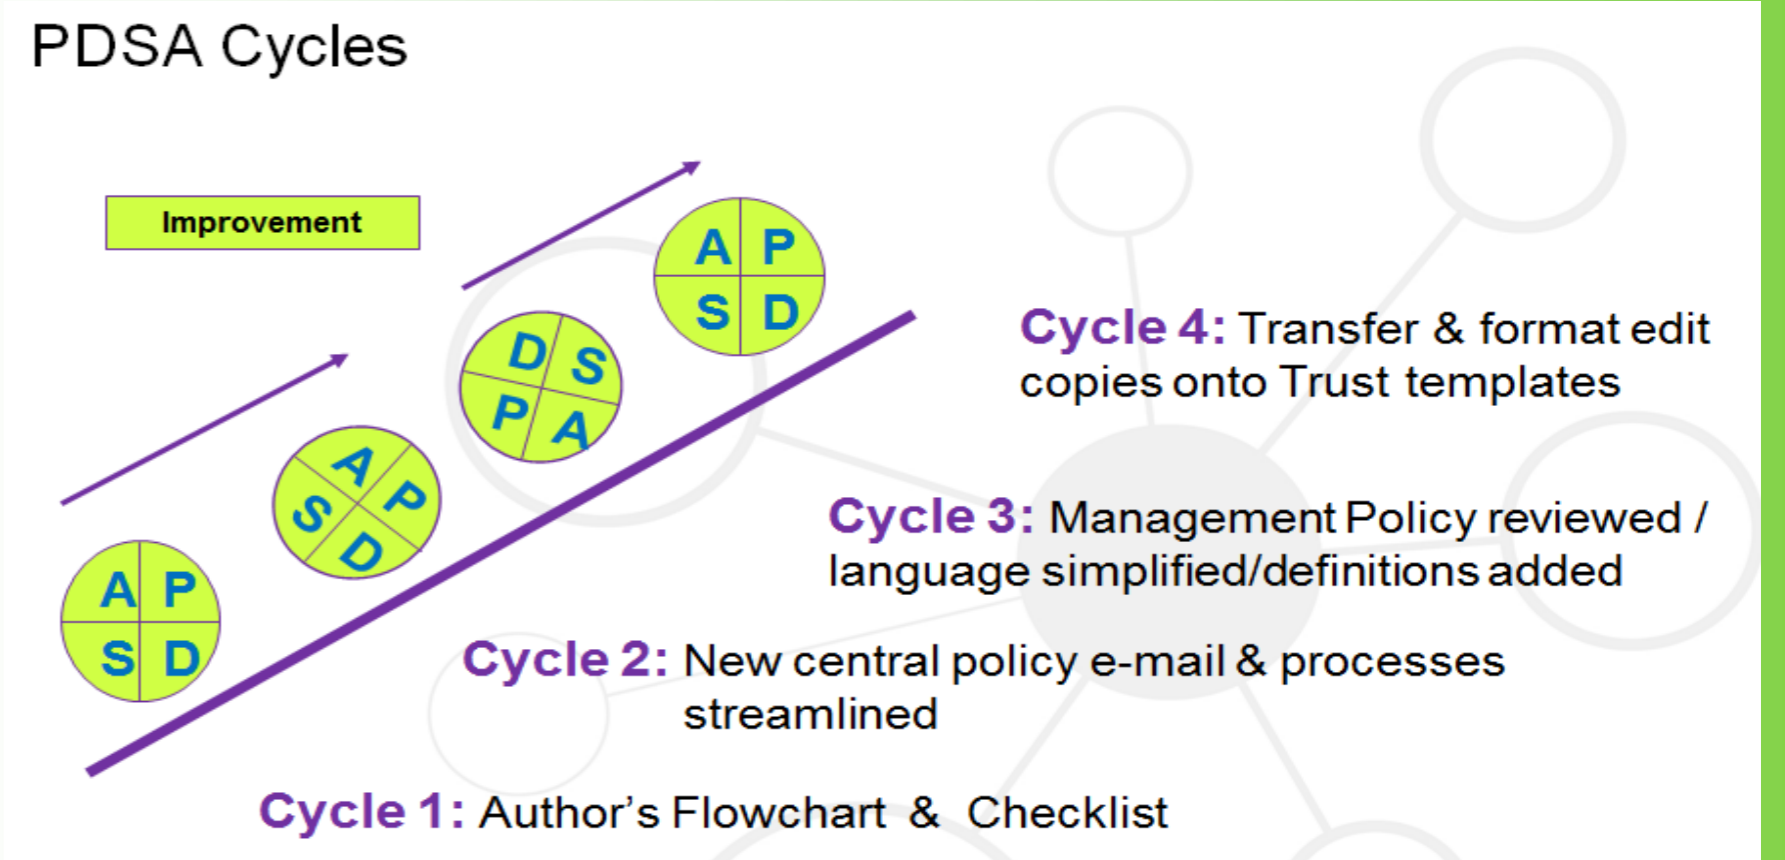 PDSA Cycles
Improvement
A P
S D
A P
S D
D S
P A
A P
S D
Cycle 4: Transfer & format edit
copies onto Trust templates
Cycle 3: Management Policy reviewed /
language simplified/definitions added
Cycle 2: New central policy e-mail & processes
streamlined
Cycle 1: Author's Flowchart & Checklist